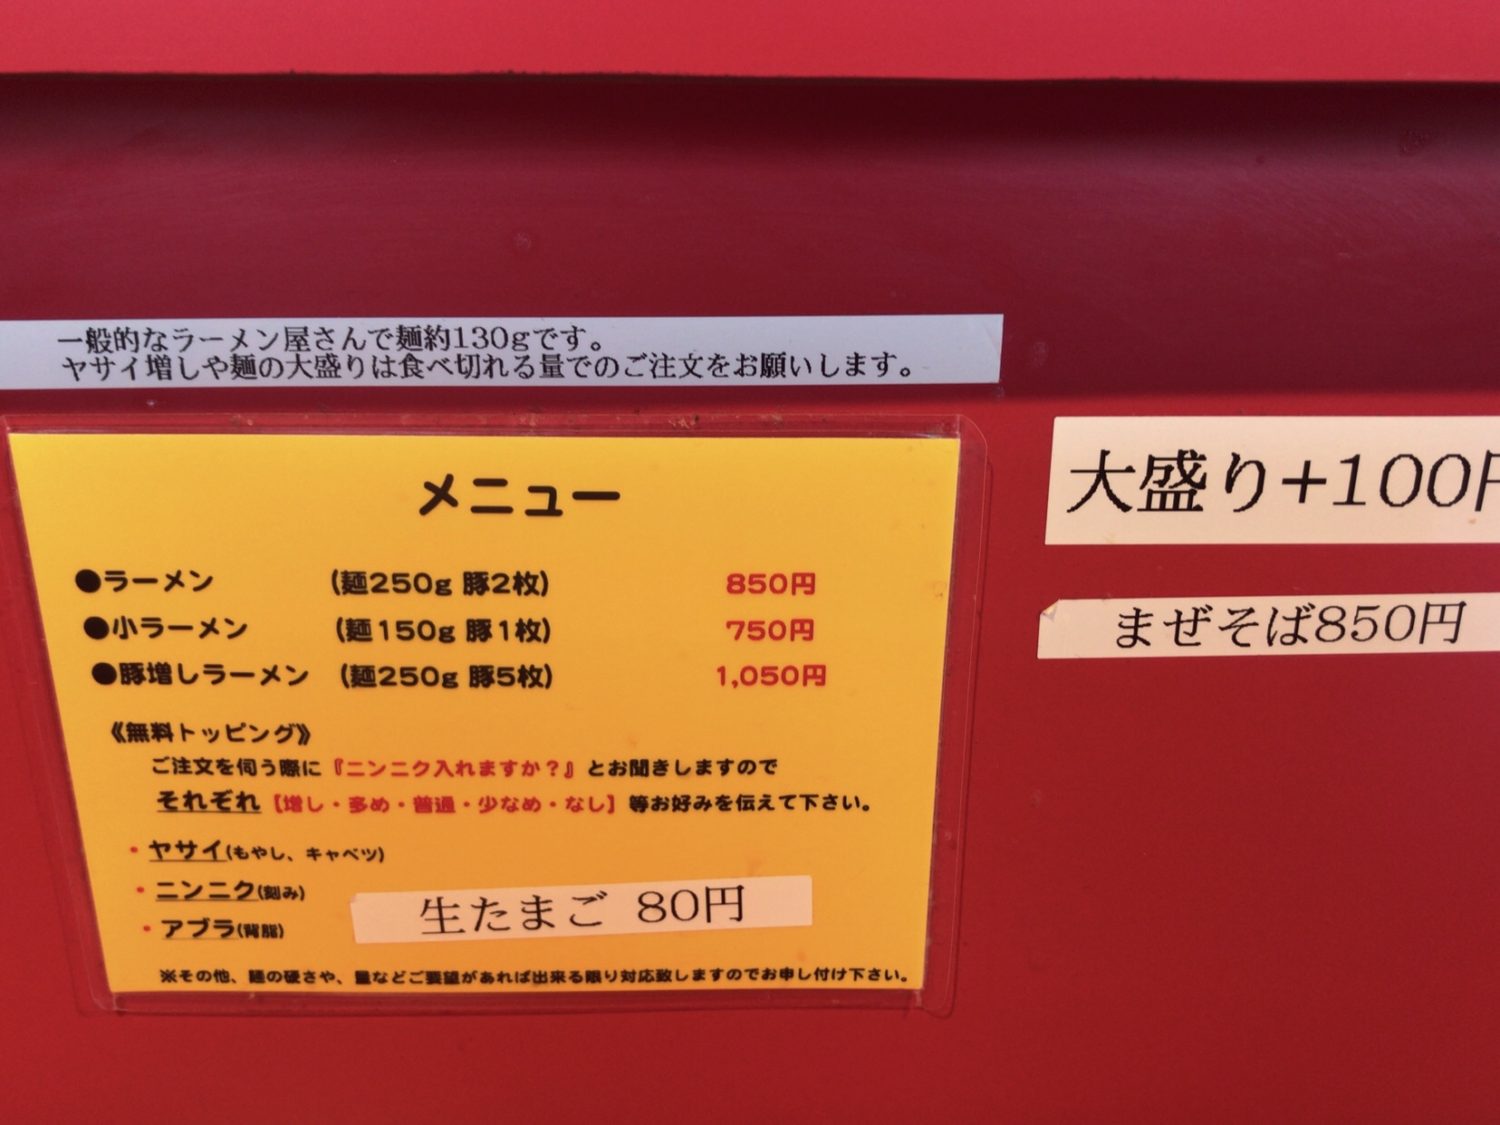 一般的なラーメン屋さんで麺約130gです。
ヤサイ増しや麺の大盛りは食べ切れる量でのご注文をお願いします。
メニュー
●ラーメン (麺250g 豚2枚) 850円
●小ラーメン (麺150g 豚1枚) 750円
●豚増しラーメン (麺250g 豚5枚) 1,050円
《無料トッピング》
ご注文を伺う際に『ニンニク入れますか?』とお聞きしますので
それぞれ【増し・多め・普通・少なめ・なし】等お好みを伝えて下さい。
・ヤサイ(もやし、キャベツ)
・ニンニク(刻み)
・アブラ(背脂)
生たまご 80円
※その他、麺の硬さや、量などご要望があれば出来る限り対応致しますのでお申し付け下さい。
大盛り+100円
まぜそば850円